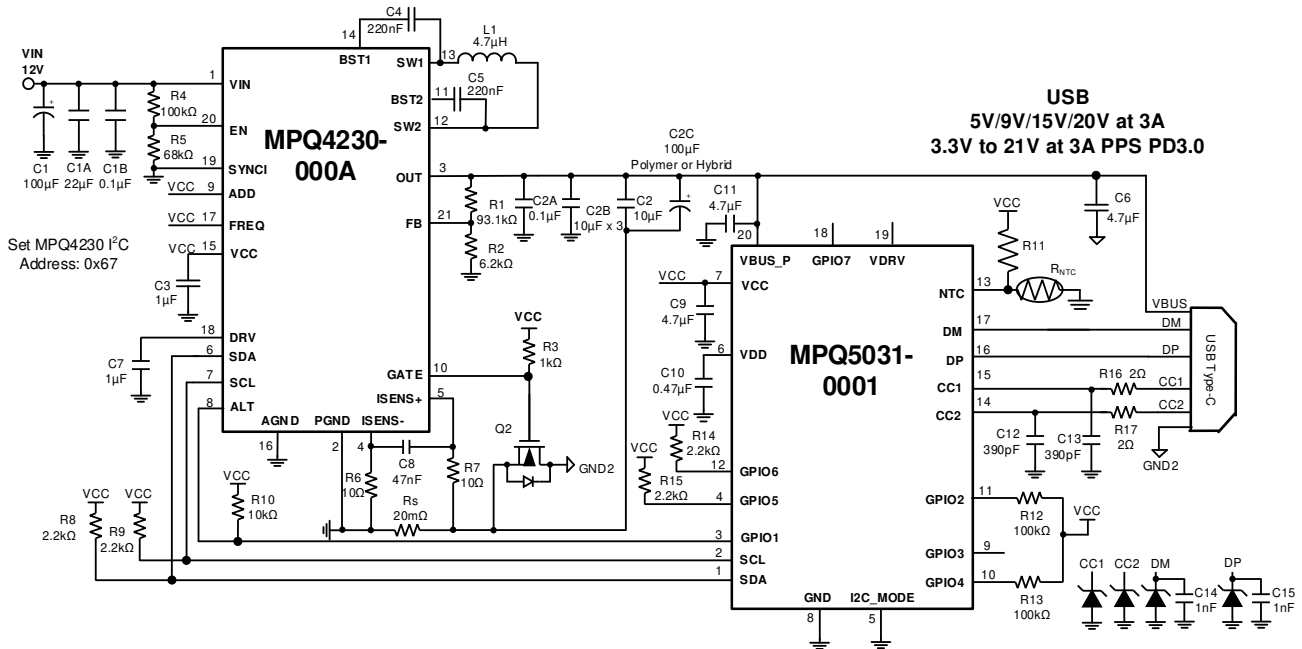 VIN
12V
C1
100µF
C1A
22µF
C1B
0.1µF
R4
100kΩ
R5
68kΩ
VCC
VCC
VCC
Set MPQ4230 I²C
Address: 0x67
C3
1µF
C7
1µF
C4
220nF
14
BST1
1
VIN
20
EN
19
SYNCI
9
ADD
17
FREQ
15
VCC
18
DRV
6
SDA
7
SCL
8
ALT
MPQ4230-
000A
13
SW1
11
BST2
12
SW2
3
OUT
21
FB
10
GATE
5
ISENS+
AGND
16
PGND
2
ISENS-
4
L1
4.7µH
C5
220nF
R1
93.1kΩ
R2
6.2kΩ
C2A
0.1µF
C2B
10µF x 3
C2
10µF
C2C
100µF
Polymer or Hybrid
C11
4.7µF
USB
5V/9V/15V/20V at 3A
3.3V to 21V at 3A PPS PD3.0
VCC
R3
1kΩ
Q2
GND2
C8
47nF
R6
10Ω
R7
10Ω
Rs
20mΩ
VCC
R10
10kΩ
VCC
R8
2.2kΩ
VCC
R9
2.2kΩ
VCC
C9
4.7µF
C10
0.47µF
VCC
R14
2.2kΩ
VCC
R15
2.2kΩ
20
VBUS_P
18
GPIO7
19
VDRV
7
VCC
6
VDD
12
GPIO6
4
GPIO5
3
GPIO1
2
SCL
1
SDA
MPQ5031-
0001
13
NTC
17
DM
16
DP
15
CC1
14
CC2
11
GPIO2
9
GPIO3
10
GPIO4
GND
8
I2C_MODE
5
VCC
R11
RNTC
C6
4.7µF
VBUS
DM
DP
CC1
CC2
USB Type-C
GND2
R16 2Ω
R17
2Ω
C12
390pF
C13
390pF
R12
100kΩ
R13
100kΩ
VCC
CC1
CC2
DM
C14
1nF
DP
C15
1nF